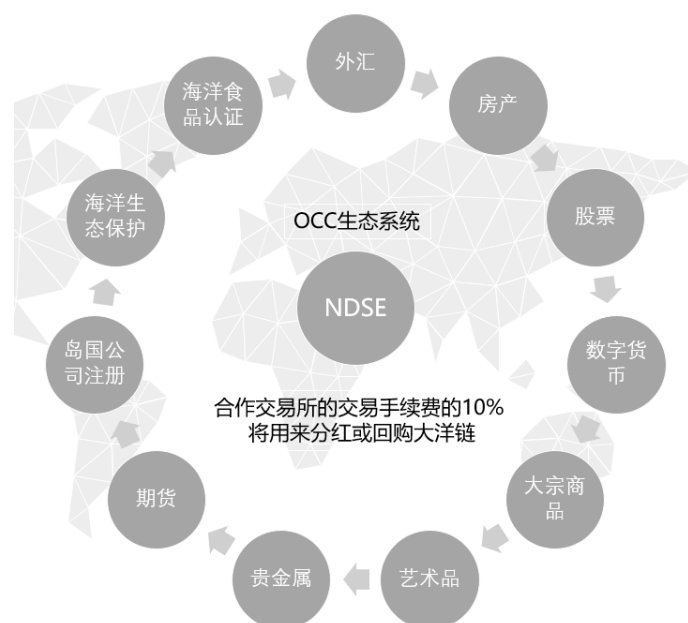 外汇
房产
股票
数字货
币
大宗商
品
艺术品
贵金属
期货
岛国公
司注册
海洋生
态保护
海洋食
品认证
OCC生态系统
NDSE
合作交易所的交易手续费的10%
将用来分红或回购大洋链